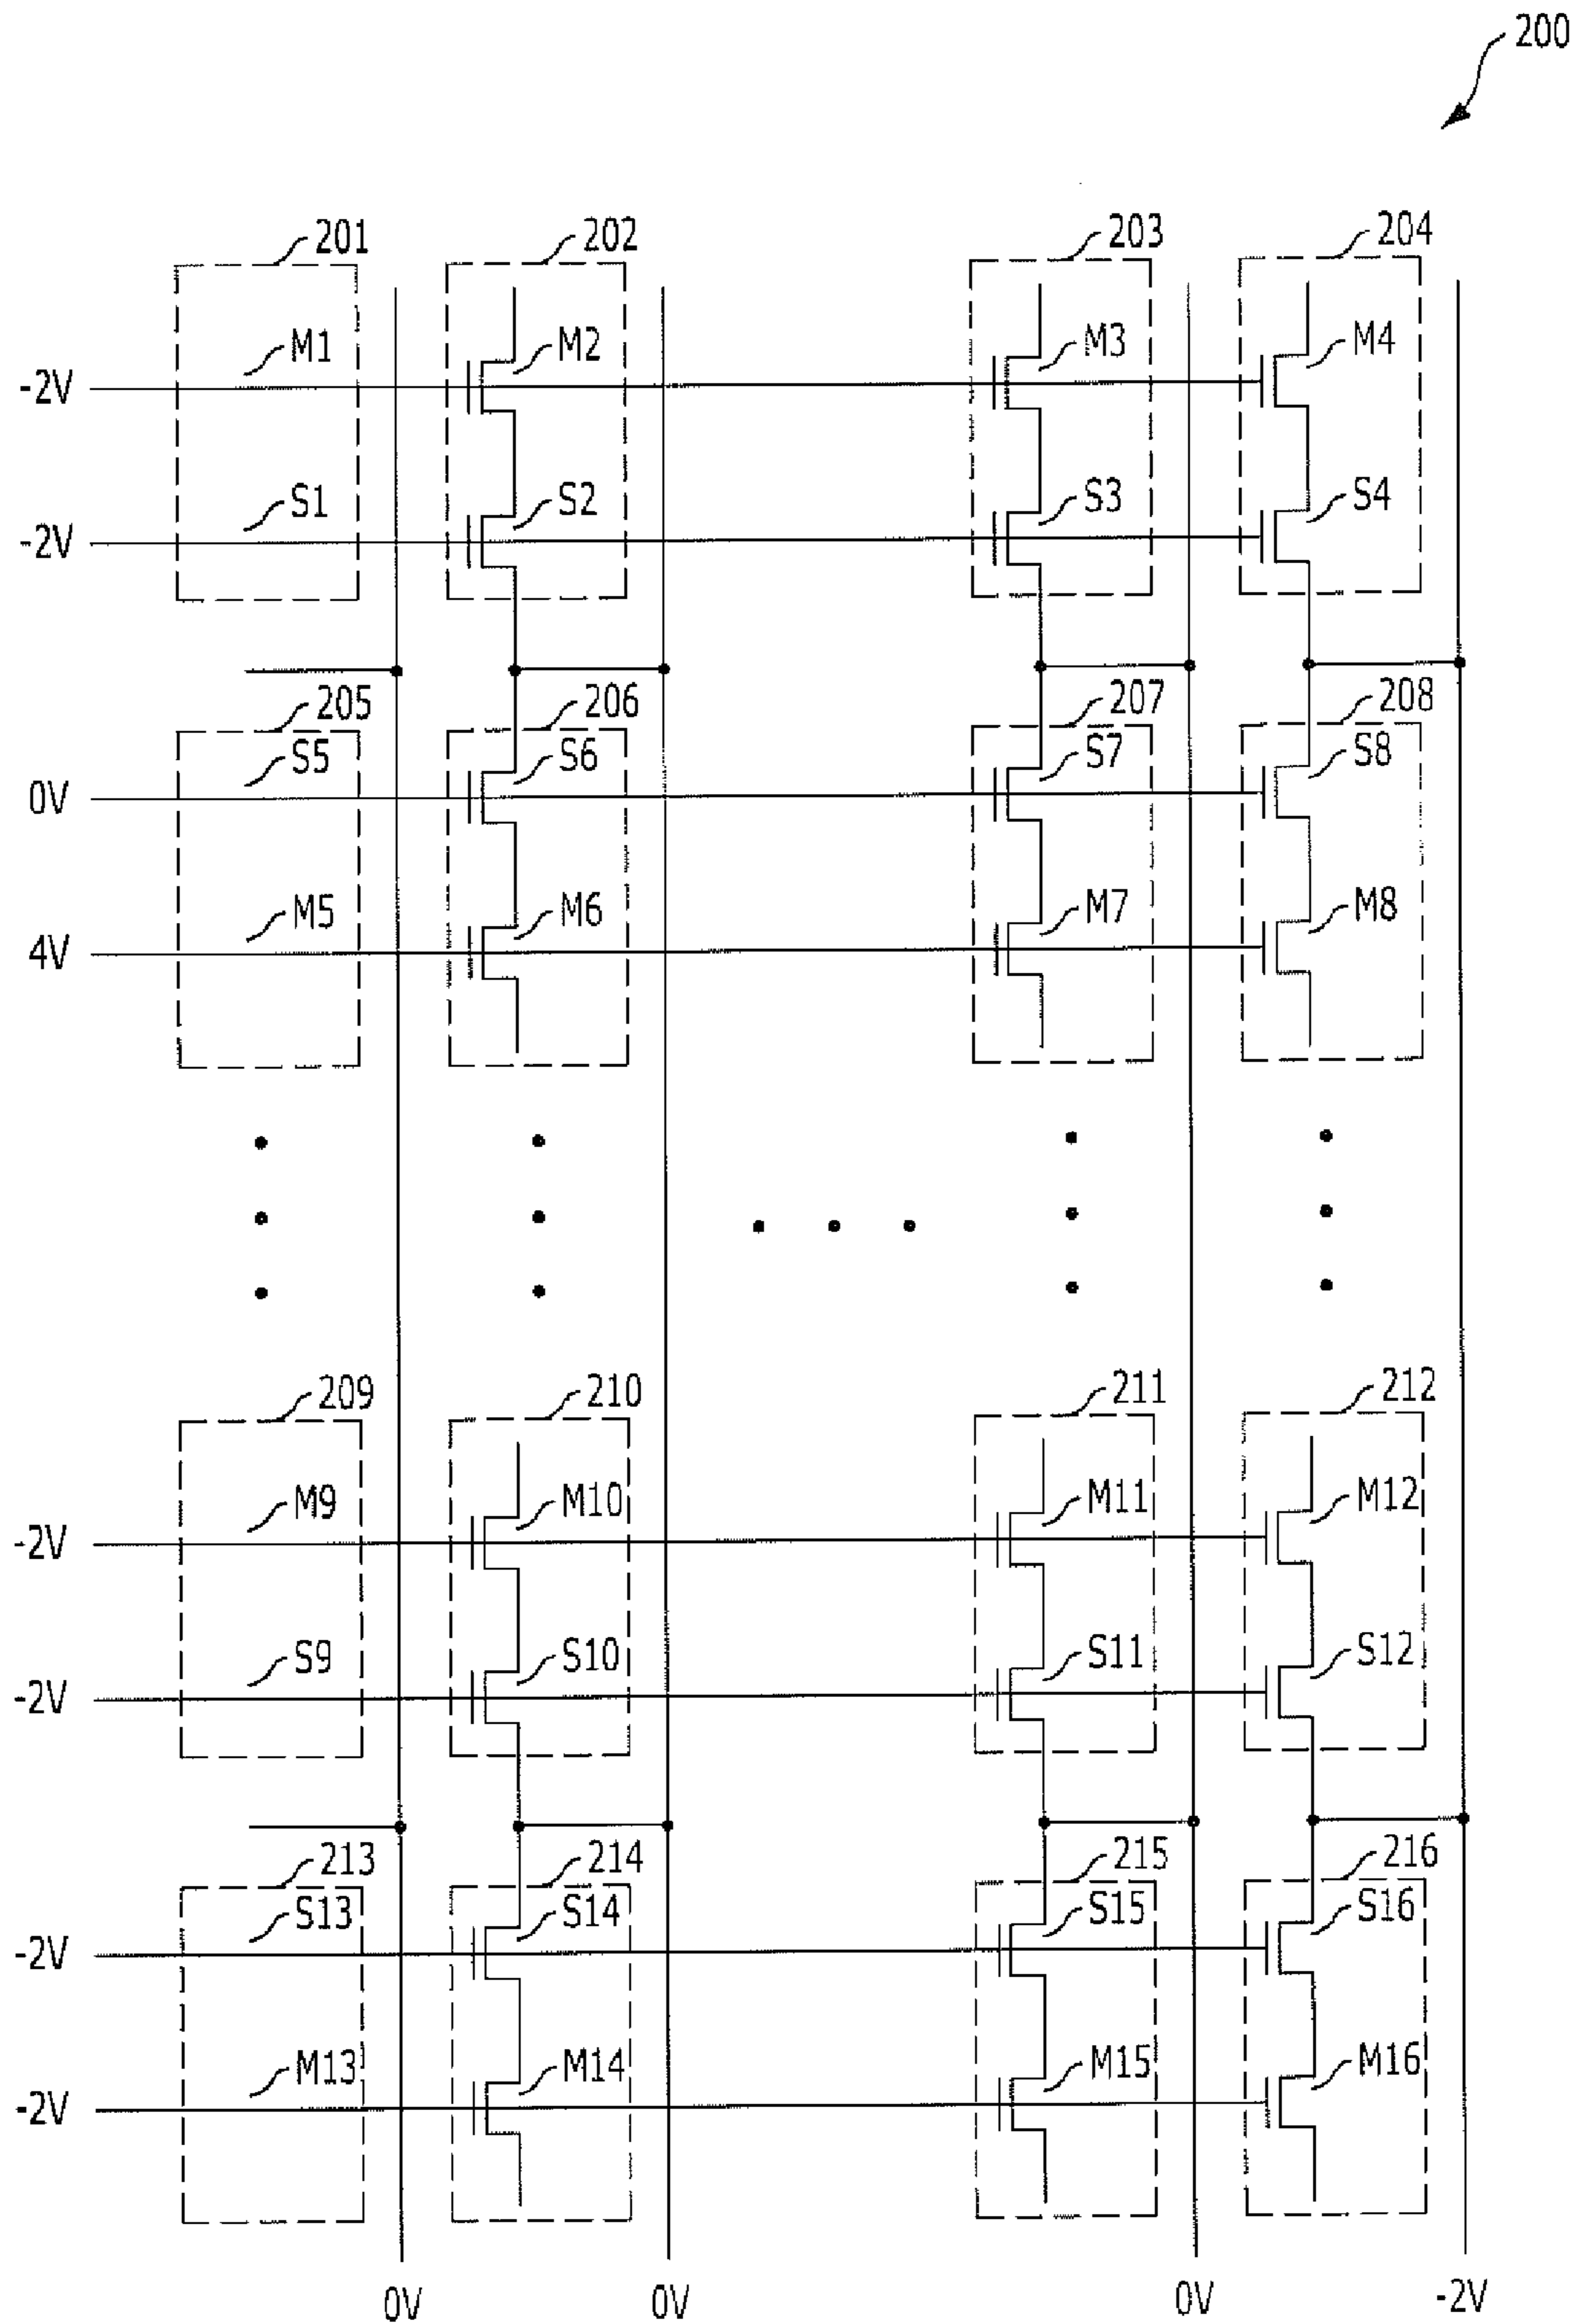 200
201 202 203 204
M1 M2 M3 M4
-2V
S1 S2 S3 S4
-2V
205 206 207 208
S5 S6 S7 S8
0V
M5 M6 M7 M8
4V
209 210 211 212
M9 M10 M11 M12
-2V
S9 S10 S11 S12
-2V
213 214 215 216
S13 S14 S15 S16
-2V
M13 M14 M15 M16
-2V
0V 0V 0V -2V